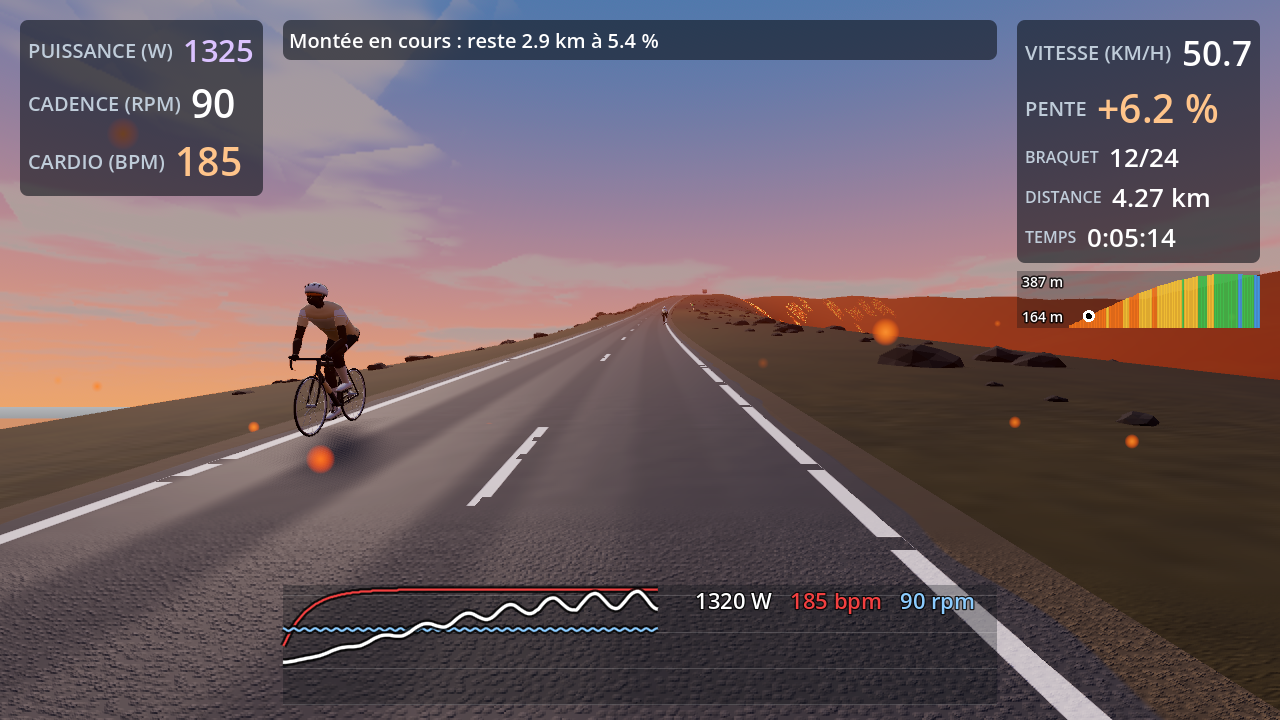 PUISSANCE (W) 1325
CADENCE (RPM) 90
CARDIO (BPM) 185
Montée en cours : reste 2.9 km à 5.4 %
VITESSE (KM/H) 50.7
PENTE +6.2 %
BRAQUET 12/24
DISTANCE 4.27 km
TEMPS 0:05:14
387 m
164 m
1320 W 185 bpm 90 rpm